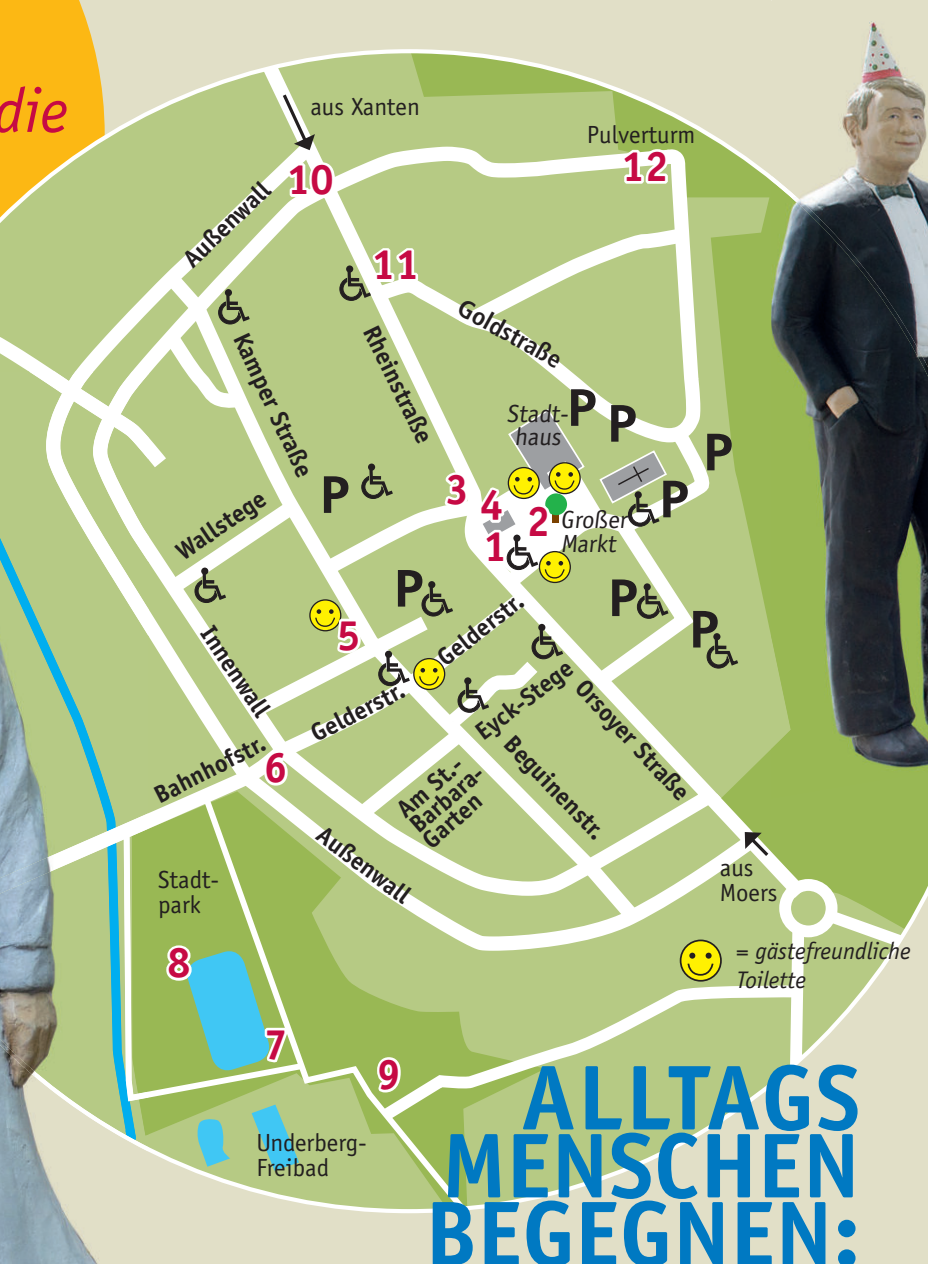 die
aus Xanten
Pulverturm
12
10
Außenwall
11
Goldstraße
Kamper Straße
Rheinstraße
P
P
Stadt-
haus
P
P
P
3
4
2
Großer
Markt
1
Wallstege
P
P
P
5
Gelderstr.
Innenwall
Gelderstr.
Eyck-Stege
Orsoyer Straße
Bahnhofstr.
6
Am St.-
Barbara-
Garten
Beguinenstr.
Außenwall
aus
Moers
Stadt-
park
8
7
9
= gästefreundliche
Toilette
Underberg-
Freibad
ALLTAGS
MENSCHEN
BEGEGNEN: